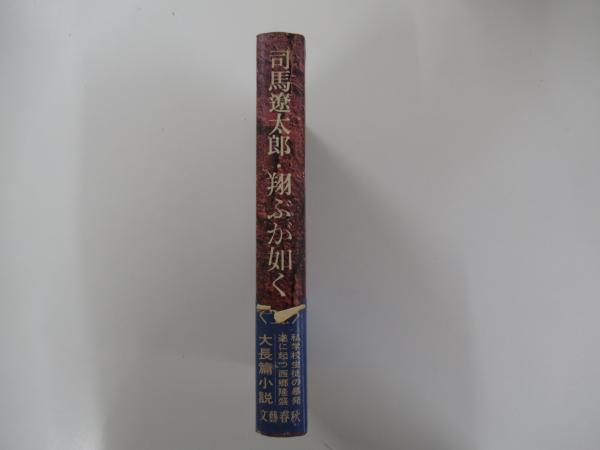 司馬遼太郎・翔ぶが如く
私学校生徒の暴発
遂に起つ西郷隆盛
大長篇小説
文藝春秋